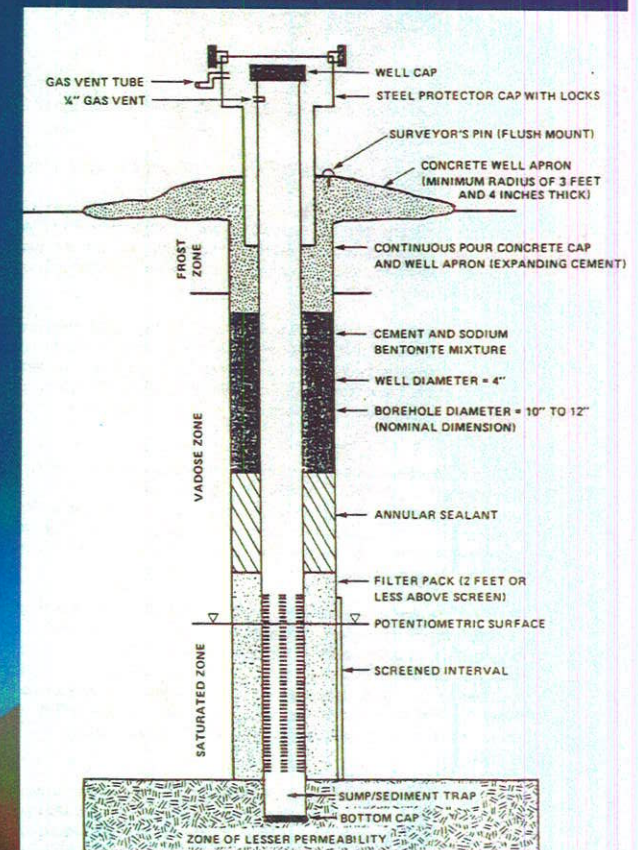 GAS VENT TUBE
¼" GAS VENT
WELL CAP
STEEL PROTECTOR CAP WITH LOCKS
SURVEYOR'S PIN (FLUSH MOUNT)
CONCRETE WELL APRON
(MINIMUM RADIUS OF 3 FEET
AND 4 INCHES THICK)
FROST
ZONE
CONTINUOUS POUR CONCRETE CAP
AND WELL APRON (EXPANDING CEMENT)
CEMENT AND SODIUM
BENTONITE MIXTURE
WELL DIAMETER = 4"
BOREHOLE DIAMETER = 10" TO 12"
(NOMINAL DIMENSION)
VADOSE ZONE
ANNULAR SEALANT
FILTER PACK (2 FEET OR
LESS ABOVE SCREEN)
POTENTIOMETRIC SURFACE
SCREENED INTERVAL
SATURATED ZONE
SUMP/SEDIMENT TRAP
BOTTOM CAP
ZONE OF LESSER PERMEABILITY